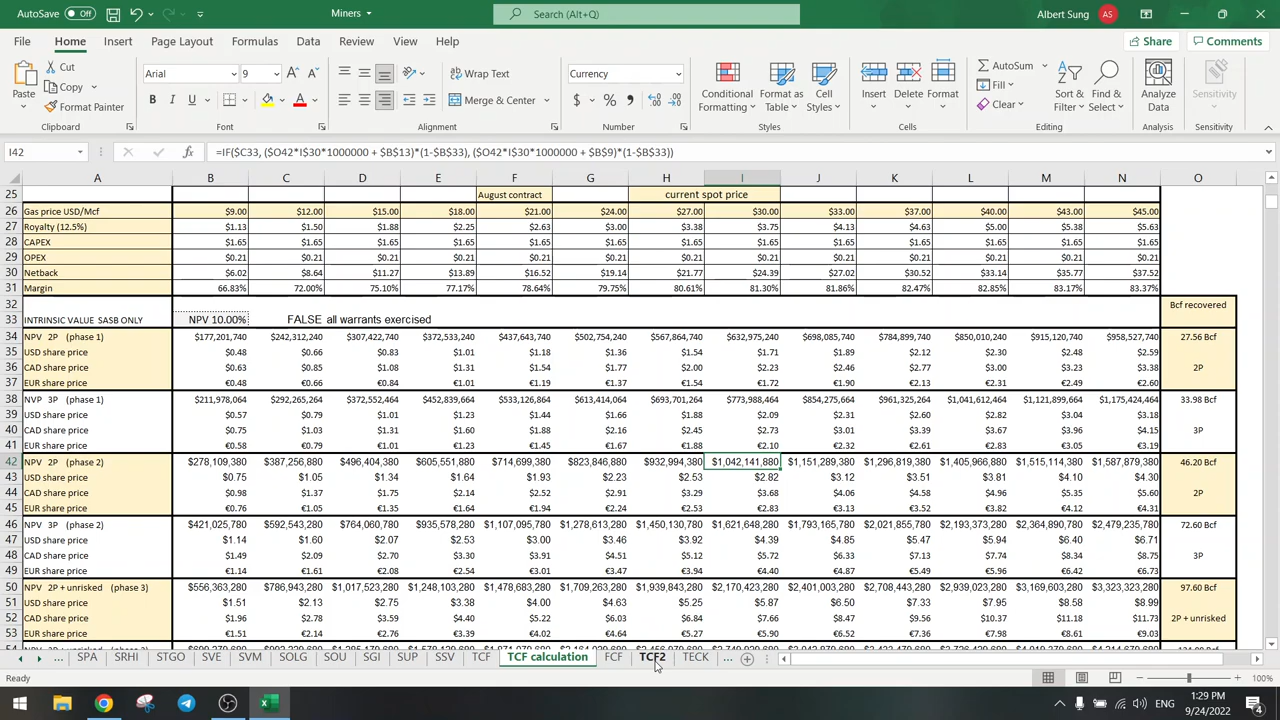 AutoSave Off Miners Search (Alt+Q) Albert Sung AS
File Home Insert Page Layout Formulas Data Review View Help Share Comments
Paste Cut Copy Format Painter Arial 9 Wrap Text Merge & Center Currency Conditional Formatting Format as Table Cell Styles Insert Delete Format AutoSum Fill Clear Sort & Filter Find & Select Analyze Data Sensitivity
Clipboard Font Alignment Number Styles Cells Editing Analysis Sensitivity
I42 =IF($C33, ($O42*I$30*1000000 + $B$13)*(1-$B$33), ($O42*I$30*1000000 + $B$9)*(1-$B$33))
A B C D E F G H I J K L M N O
25 August contract current spot price
26 Gas price USD/Mcf $9.00 $12.00 $15.00 $18.00 $21.00 $24.00 $27.00 $30.00 $33.00 $37.00 $40.00 $43.00 $45.00
27 Royalty (12.5%) $1.13 $1.50 $1.88 $2.25 $2.63 $3.00 $3.38 $3.75 $4.13 $4.63 $5.00 $5.38 $5.63
28 CAPEX $1.65 $1.65 $1.65 $1.65 $1.65 $1.65 $1.65 $1.65 $1.65 $1.65 $1.65 $1.65 $1.65
29 OPEX $0.21 $0.21 $0.21 $0.21 $0.21 $0.21 $0.21 $0.21 $0.21 $0.21 $0.21 $0.21 $0.21
30 Netback $6.02 $8.64 $11.27 $13.89 $16.52 $19.14 $21.77 $24.39 $27.02 $30.52 $33.14 $35.77 $37.52
31 Margin 66.83% 72.00% 75.10% 77.17% 78.64% 79.75% 80.61% 81.30% 81.86% 82.47% 82.85% 83.17% 83.37%
32 Bcf recovered
33 INTRINSIC VALUE SASB ONLY NPV 10.00% FALSE all warrants exercised
34 NPV 2P (phase 1) $177,201,740 $242,312,240 $307,422,740 $372,533,240 $437,643,740 $502,754,240 $567,864,740 $632,975,240 $698,085,740 $784,899,740 $850,010,240 $915,120,740 $958,527,740 27.56 Bcf
35 USD share price $0.48 $0.66 $0.83 $1.01 $1.18 $1.36 $1.54 $1.71 $1.89 $2.12 $2.30 $2.48 $2.59
36 CAD share price $0.63 $0.85 $1.08 $1.31 $1.54 $1.77 $2.00 $2.23 $2.46 $2.77 $3.00 $3.23 $3.38 2P
37 EUR share price €0.48 €0.66 €0.84 €1.01 €1.19 €1.37 €1.54 €1.72 €1.90 €2.13 €2.31 €2.49 €2.60
38 NVP 3P (phase 1) $211,978,064 $292,265,264 $372,552,464 $452,839,664 $533,126,864 $613,414,064 $693,701,264 $773,988,464 $854,275,664 $961,325,264 $1,041,612,464 $1,121,899,664 $1,175,424,464 33.98 Bcf
39 USD share price $0.57 $0.79 $1.01 $1.23 $1.44 $1.66 $1.88 $2.09 $2.31 $2.60 $2.82 $3.04 $3.18
40 CAD share price $0.75 $1.03 $1.31 $1.60 $1.88 $2.16 $2.45 $2.73 $3.01 $3.39 $3.67 $3.96 $4.15 3P
41 EUR share price €0.58 €0.79 €1.01 €1.23 €1.45 €1.67 €1.88 €2.10 €2.32 €2.61 €2.83 €3.05 €3.19
42 NPV 2P (phase 2) $278,109,380 $387,256,880 $496,404,380 $605,551,880 $714,699,380 $823,846,880 $932,994,380 $1,042,141,880 $1,151,289,380 $1,296,819,380 $1,405,966,880 $1,515,114,380 $1,587,879,380 46.20 Bcf
43 USD share price $0.75 $1.05 $1.34 $1.64 $1.93 $2.23 $2.53 $2.82 $3.12 $3.51 $3.81 $4.10 $4.30
44 CAD share price $0.98 $1.37 $1.75 $2.14 $2.52 $2.91 $3.29 $3.68 $4.06 $4.58 $4.96 $5.35 $5.60 2P
45 EUR share price €0.76 €1.05 €1.35 €1.64 €1.94 €2.24 €2.53 €2.83 €3.13 €3.52 €3.82 €4.12 €4.31
46 NPV 3P (phase 2) $421,025,780 $592,543,280 $764,060,780 $935,578,280 $1,107,095,780 $1,278,613,280 $1,450,130,780 $1,621,648,280 $1,793,165,780 $2,021,855,780 $2,193,373,280 $2,364,890,780 $2,479,235,780 72.60 Bcf
47 USD share price $1.14 $1.60 $2.07 $2.53 $3.00 $3.46 $3.92 $4.39 $4.85 $5.47 $5.94 $6.40 $6.71
48 CAD share price $1.49 $2.09 $2.70 $3.30 $3.91 $4.51 $5.12 $5.72 $6.33 $7.13 $7.74 $8.34 $8.75 3P
49 EUR share price €1.14 €1.61 €2.08 €2.54 €3.01 €3.47 €3.94 €4.40 €4.87 €5.49 €5.96 €6.42 €6.73
50 NPV 2P + unrisked (phase 3) $556,363,280 $786,943,280 $1,017,523,280 $1,248,103,280 $1,478,683,280 $1,709,263,280 $1,939,843,280 $2,170,423,280 $2,401,003,280 $2,708,443,280 $2,939,023,280 $3,169,603,280 $3,323,323,280 97.60 Bcf
51 USD share price $1.51 $2.13 $2.75 $3.38 $4.00 $4.63 $5.25 $5.87 $6.50 $7.33 $7.95 $8.58 $8.99
52 CAD share price $1.96 $2.78 $3.59 $4.40 $5.22 $6.03 $6.84 $7.66 $8.47 $9.56 $10.37 $11.18 $11.73 2P + unrisked
53 EUR share price €1.51 €2.14 €2.76 €3.39 €4.02 €4.64 €5.27 €5.90 €6.52 €7.36 €7.98 €8.61 €9.03
... SPA SRHI STGO SVE SVM SOLG SOU SGI SUP SSV TCF TCF calculation FCF TCF2 TECK ...
Ready 100%
ENG 1:29 PM
9/24/2022 4